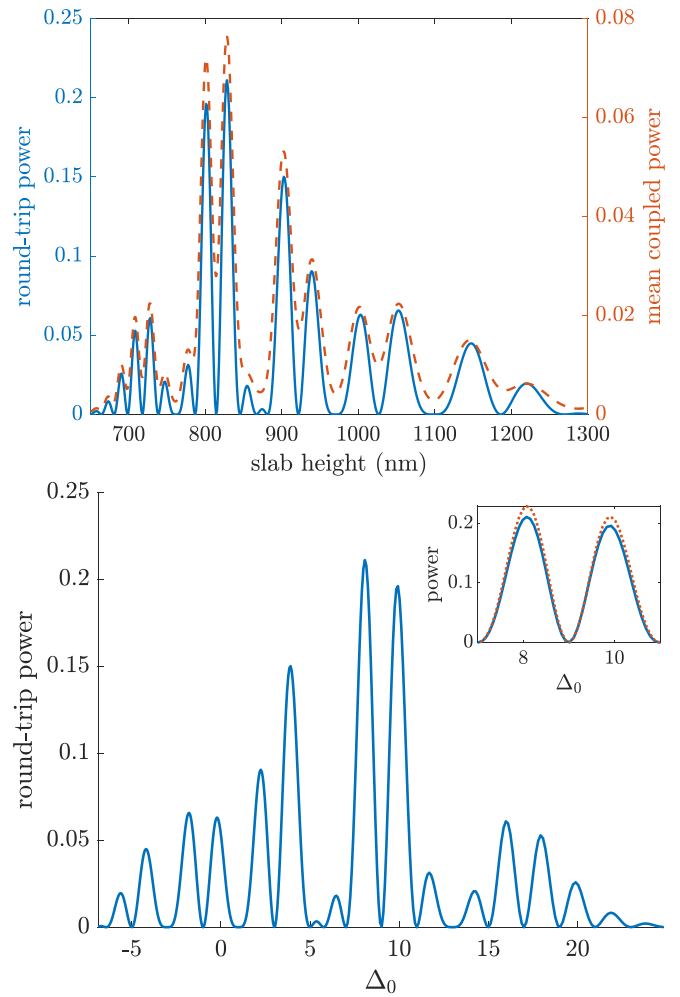 0.25
0.2
0.15
0.1
0.05
0
round-trip power
0.08
0.06
0.04
0.02
0
mean coupled power
700 800 900 1000 1100 1200 1300
slab height (nm)
0.25
0.2
0.15
0.1
0.05
0
round-trip power
-5 0 5 10 15 20
Δ₀
0.2
0.1
0
power
8 10
Δ₀